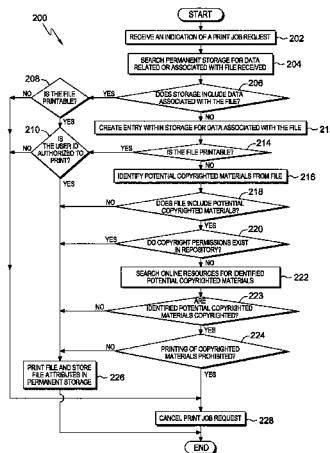 200
START
RECEIVE AN INDICATION OF A PRINT JOB REQUEST
202
SEARCH PERMANENT STORAGE FOR DATA
RELATED OR ASSOCIATED WITH FILE RECEIVED
204
206
DOES STORAGE INCLUDE DATA
ASSOCIATED WITH THE FILE?
YES
NO
208
IS THE FILE
PRINTABLE?
NO
YES
210
IS
THE USER ID
AUTHORIZED TO
PRINT?
NO
YES
CREATE ENTRY WITHIN STORAGE FOR DATA ASSOCIATED WITH THE FILE
21
214
IS THE FILE PRINTABLE?
YES
NO
IDENTIFY POTENTIAL COPYRIGHTED MATERIALS FROM FILE
216
218
DOES FILE INCLUDE POTENTIAL
COPYRIGHTED MATERIALS?
NO
YES
220
DO COPYRIGHT PERMISSIONS EXIST
IN REPOSITORY?
YES
NO
SEARCH ONLINE RESOURCES FOR IDENTIFIED
POTENTIAL COPYRIGHTED MATERIALS
222
223
ARE
IDENTIFIED POTENTIAL COPYRIGHTED
MATERIALS COPYRIGHTED?
NO
YES
224
PRINTING OF COPYRIGHTED
MATERIALS PROHIBITED?
NO
YES
PRINT FILE AND STORE
FILE ATTRIBUTES IN
PERMANENT STORAGE
226
CANCEL PRINT JOB REQUEST
228
END